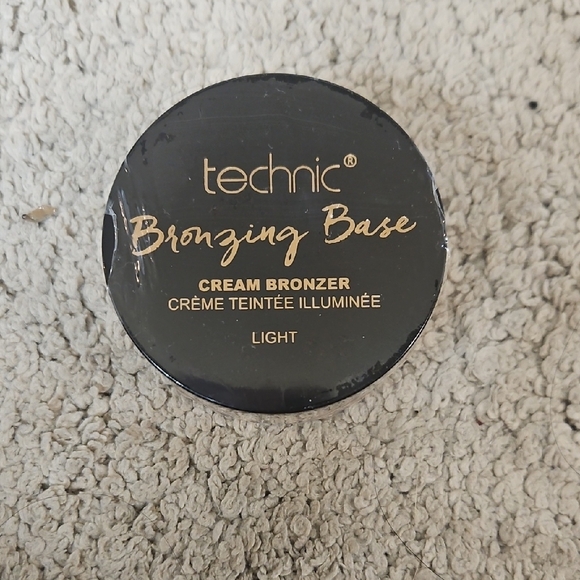 technic®
Bronzing Base
CREAM BRONZER
CRÈME TEINTÉE ILLUMINÉE
LIGHT